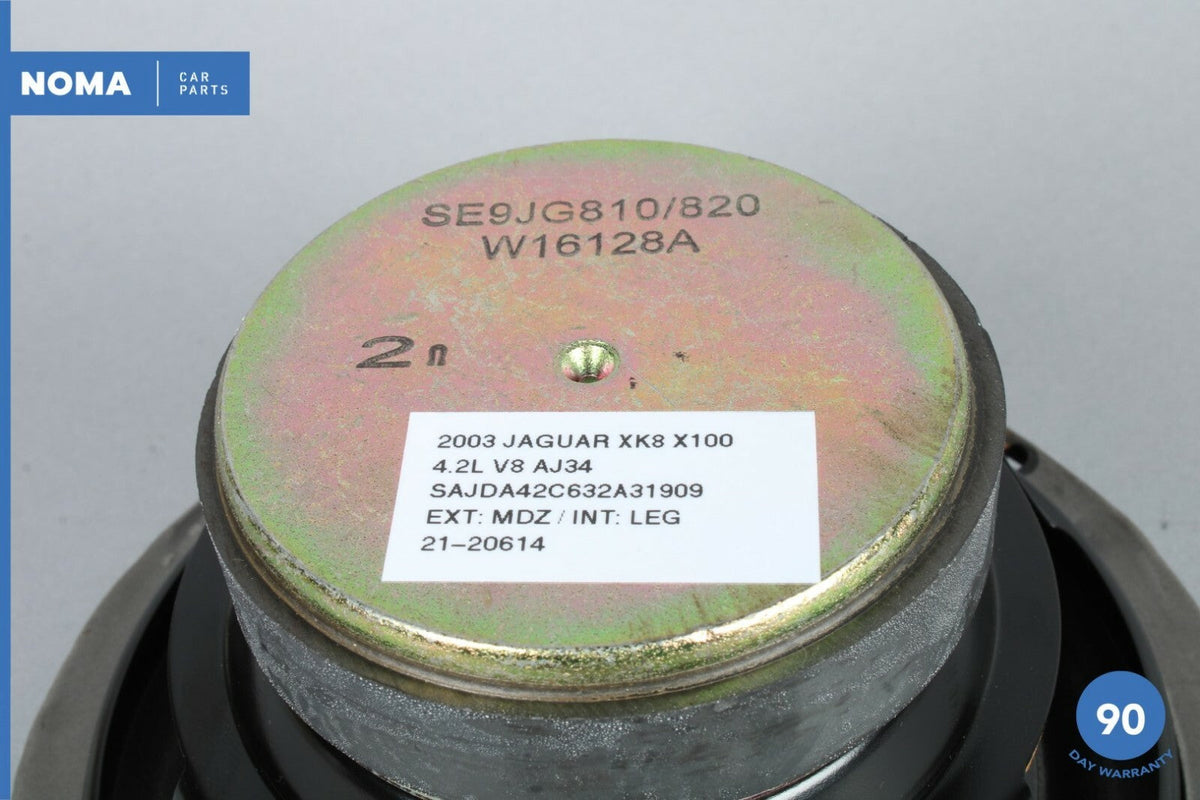 NOMA
CAR
PARTS
SE9JG810/820
W16128A
2n
2003 JAGUAR XK8 X100
4.2L V8 AJ34
SAJDA42C632A31909
EXT: MDZ / INT: LEG
21-20614
90
DAY WARRANTY